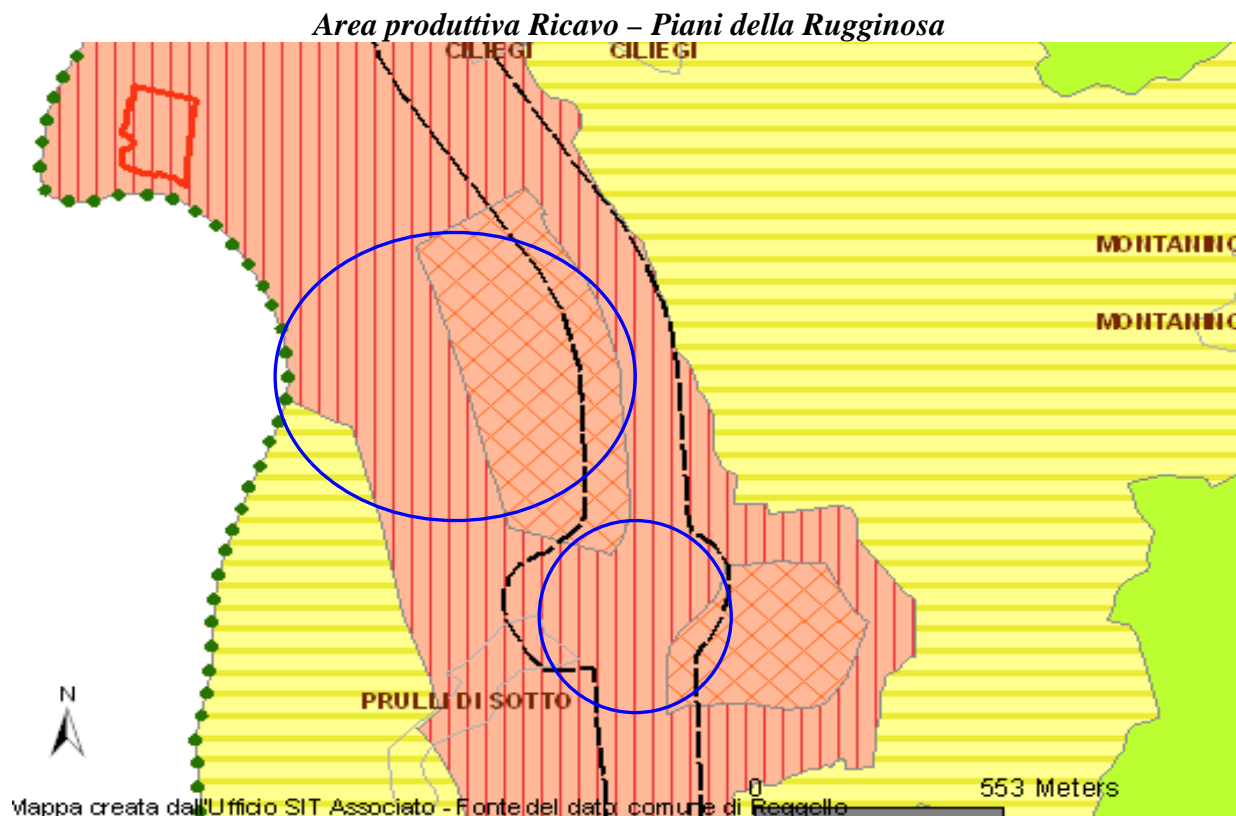 Area produttiva Ricavo – Piani della Rugginosa
CILIEGI CILIEGI
MONTANINO
MONTANINO
N
PRULLI DI SOTTO
0 553 Meters
Mappa creata dall'Ufficio SIT Associato - Fonte del dato: comune di Reggello